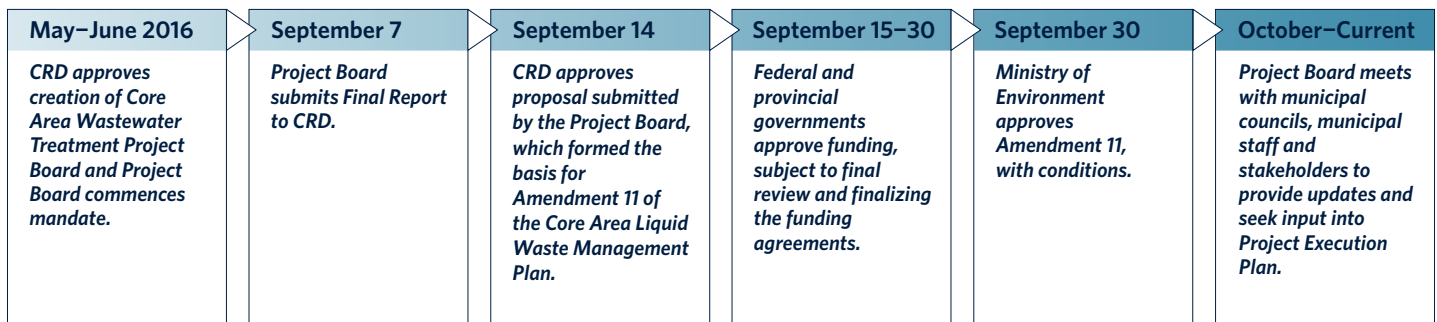 May–June 2016
CRD approves
creation of Core
Area Wastewater
Treatment Project
Board and Project
Board commences
mandate.
September 7
Project Board
submits Final Report
to CRD.
September 14
CRD approves
proposal submitted
by the Project Board,
which formed the
basis for
Amendment 11 of
the Core Area Liquid
Waste Management
Plan.
September 15–30
Federal and
provincial
governments
approve funding,
subject to final
review and finalizing
the funding
agreements.
September 30
Ministry of
Environment
approves
Amendment 11,
with conditions.
October–Current
Project Board meets
with municipal
councils, municipal
staff and
stakeholders to
provide updates and
seek input into
Project Execution
Plan.